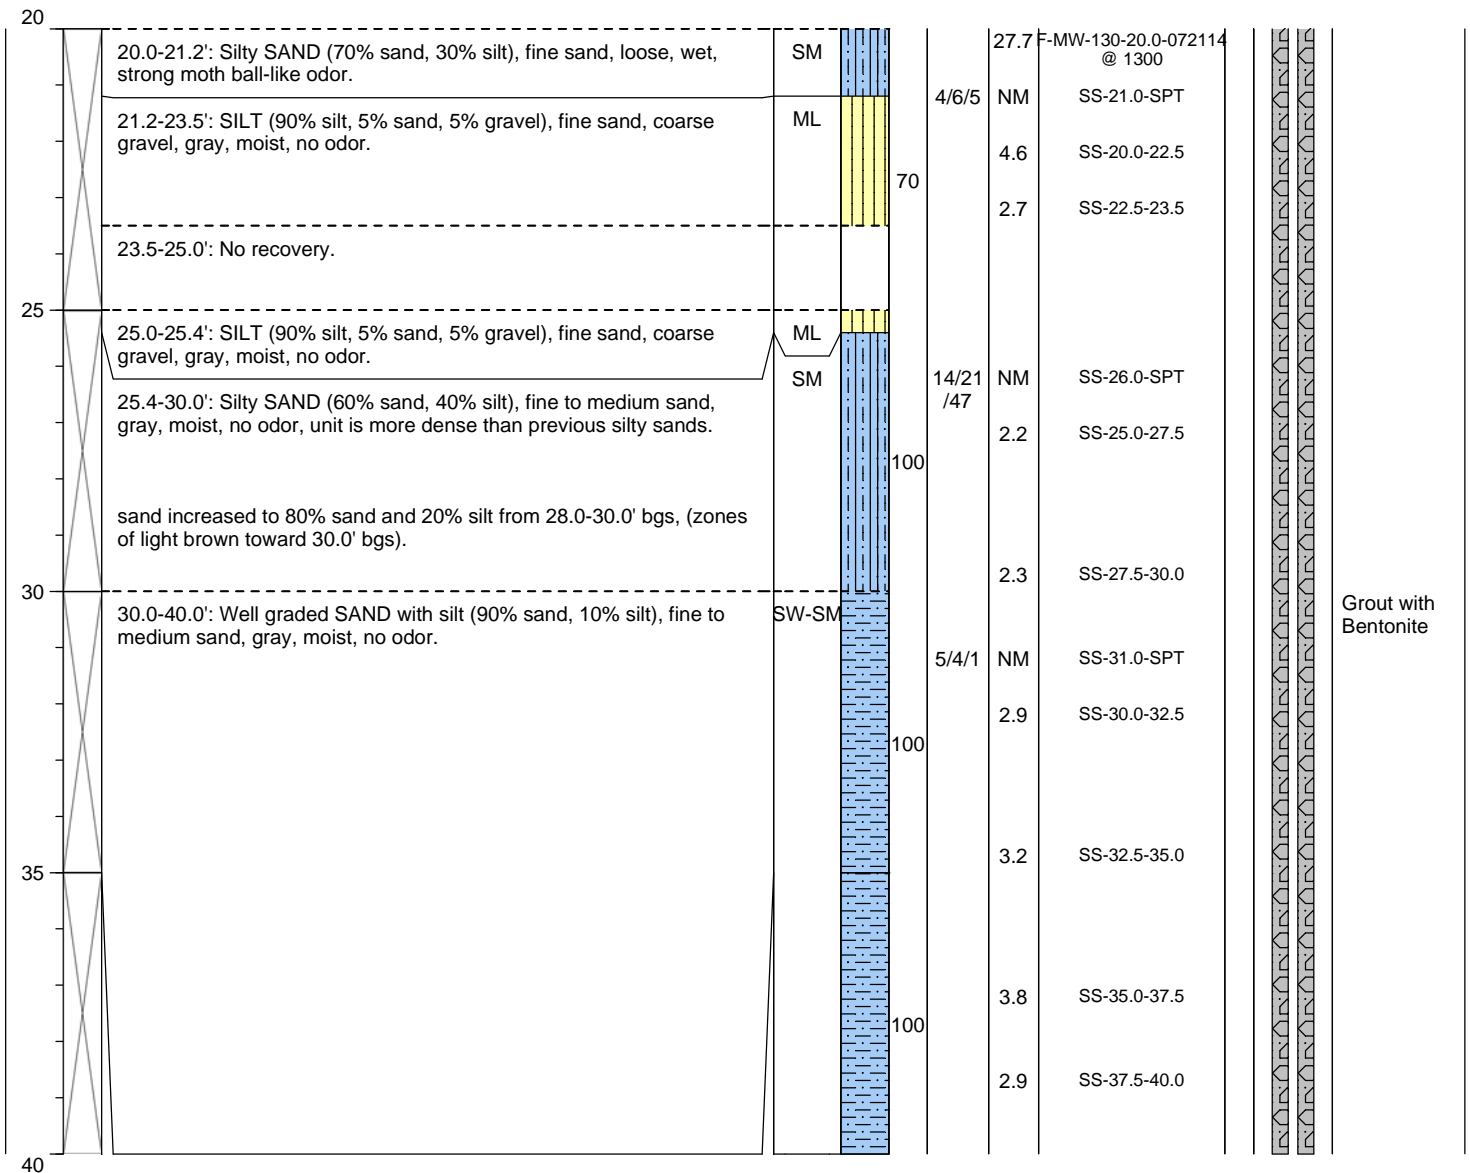 20
20.0-21.2': Silty SAND (70% sand, 30% silt), fine sand, loose, wet,
strong moth ball-like odor.
SM
27.7
F-MW-130-20.0-072114
@ 1300
4/6/5
NM
SS-21.0-SPT
21.2-23.5': SILT (90% silt, 5% sand, 5% gravel), fine sand, coarse
gravel, gray, moist, no odor.
ML
4.6
SS-20.0-22.5
70
2.7
SS-22.5-23.5
23.5-25.0': No recovery.
25
25.0-25.4': SILT (90% silt, 5% sand, 5% gravel), fine sand, coarse
gravel, gray, moist, no odor.
ML
SM
14/21
/47
NM
SS-26.0-SPT
25.4-30.0': Silty SAND (60% sand, 40% silt), fine to medium sand,
gray, moist, no odor, unit is more dense than previous silty sands.
2.2
SS-25.0-27.5
100
sand increased to 80% sand and 20% silt from 28.0-30.0' bgs, (zones
of light brown toward 30.0' bgs).
2.3
SS-27.5-30.0
30
30.0-40.0': Well graded SAND with silt (90% sand, 10% silt), fine to
medium sand, gray, moist, no odor.
SW-SM
Grout with
Bentonite
5/4/1
NM
SS-31.0-SPT
2.9
SS-30.0-32.5
100
3.2
SS-32.5-35.0
35
3.8
SS-35.0-37.5
100
2.9
SS-37.5-40.0
40